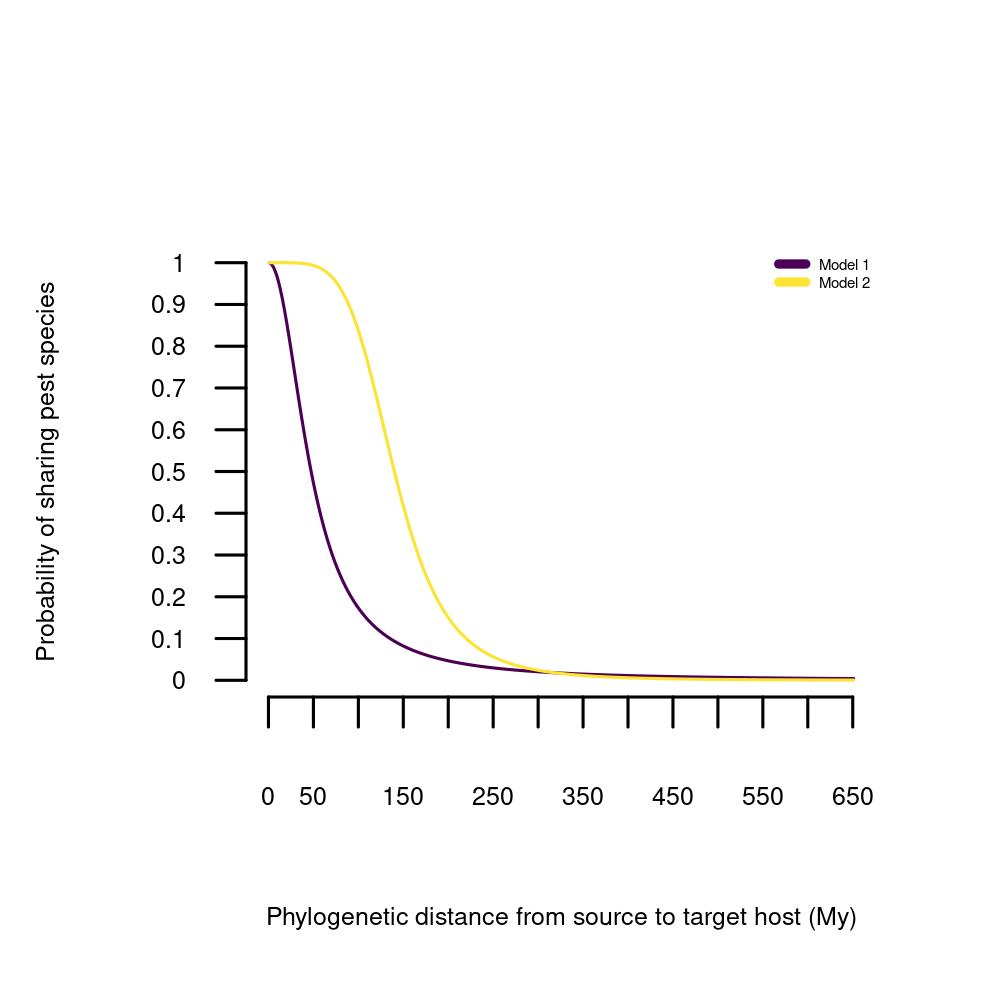 Model 1
Model 2
Probability of sharing pest species
1
0.9
0.8
0.7
0.6
0.5
0.4
0.3
0.2
0.1
0
0 50 150 250 350 450 550 650
Phylogenetic distance from source to target host (My)